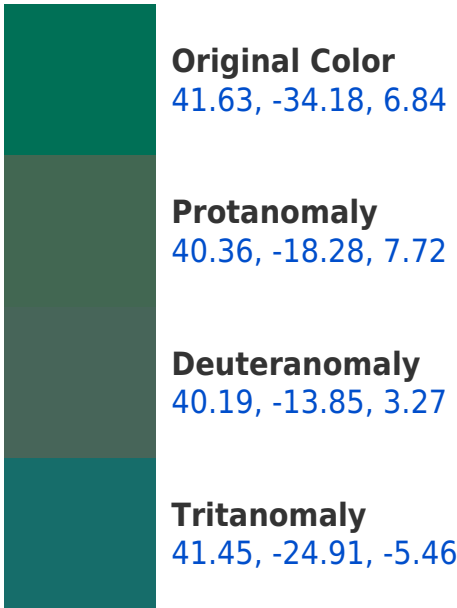 Original Color
41.63, -34.18, 6.84
Protanomaly
40.36, -18.28, 7.72
Deuteranomaly
40.19, -13.85, 3.27
Tritanomaly
41.45, -24.91, -5.46